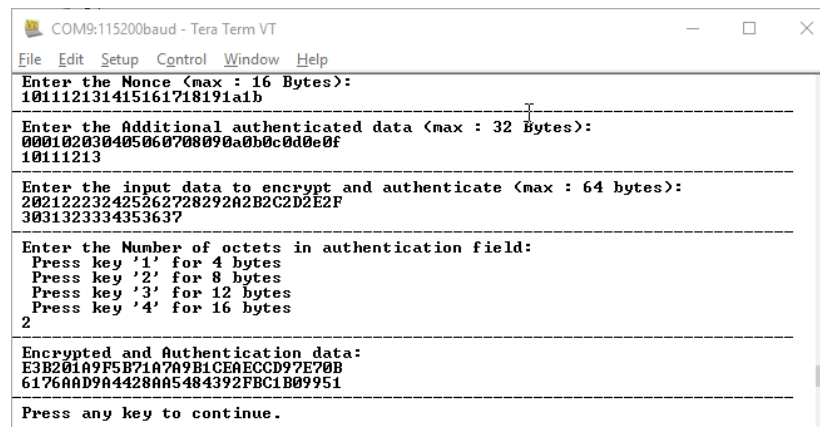 COM9:115200baud - Tera Term VT
File Edit Setup Control Window Help
Enter the Nonce (max : 16 Bytes):
101112131415161718191a1b
Enter the Additional authenticated data (max : 32 Bytes):
000102030405060708090a0b0c0d0e0f
10111213
Enter the input data to encrypt and authenticate (max : 64 bytes):
202122232425262728292A2B2C2D2E2F
3031323334353637
Enter the Number of octets in authentication field:
Press key '1' for 4 bytes
Press key '2' for 8 bytes
Press key '3' for 12 bytes
Press key '4' for 16 bytes
2
Encrypted and Authentication data:
E3B201A9F5B71A7A9B1CEAECCD97E70B
6176AAD9A4428AA5484392FBC1B09951
Press any key to continue.